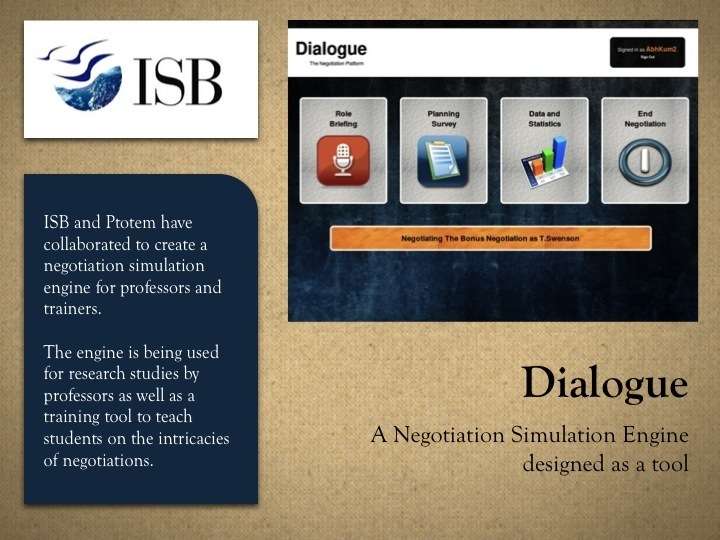 ISB
Dialogue
The Negotiation Platform
Signed in as AbhKum2
Sign Out
Role
Briefing
Planning
Survey
Data and
Statistics
End
Negotiation
Negotiating The Bonus Negotiation as T.Swenson
ISB and Ptotem have
collaborated to create a
negotiation simulation
engine for professors and
trainers.
The engine is being used
for research studies by
professors as well as a
training tool to teach
students on the intricacies
of negotiations.
Dialogue
A Negotiation Simulation Engine
designed as a tool